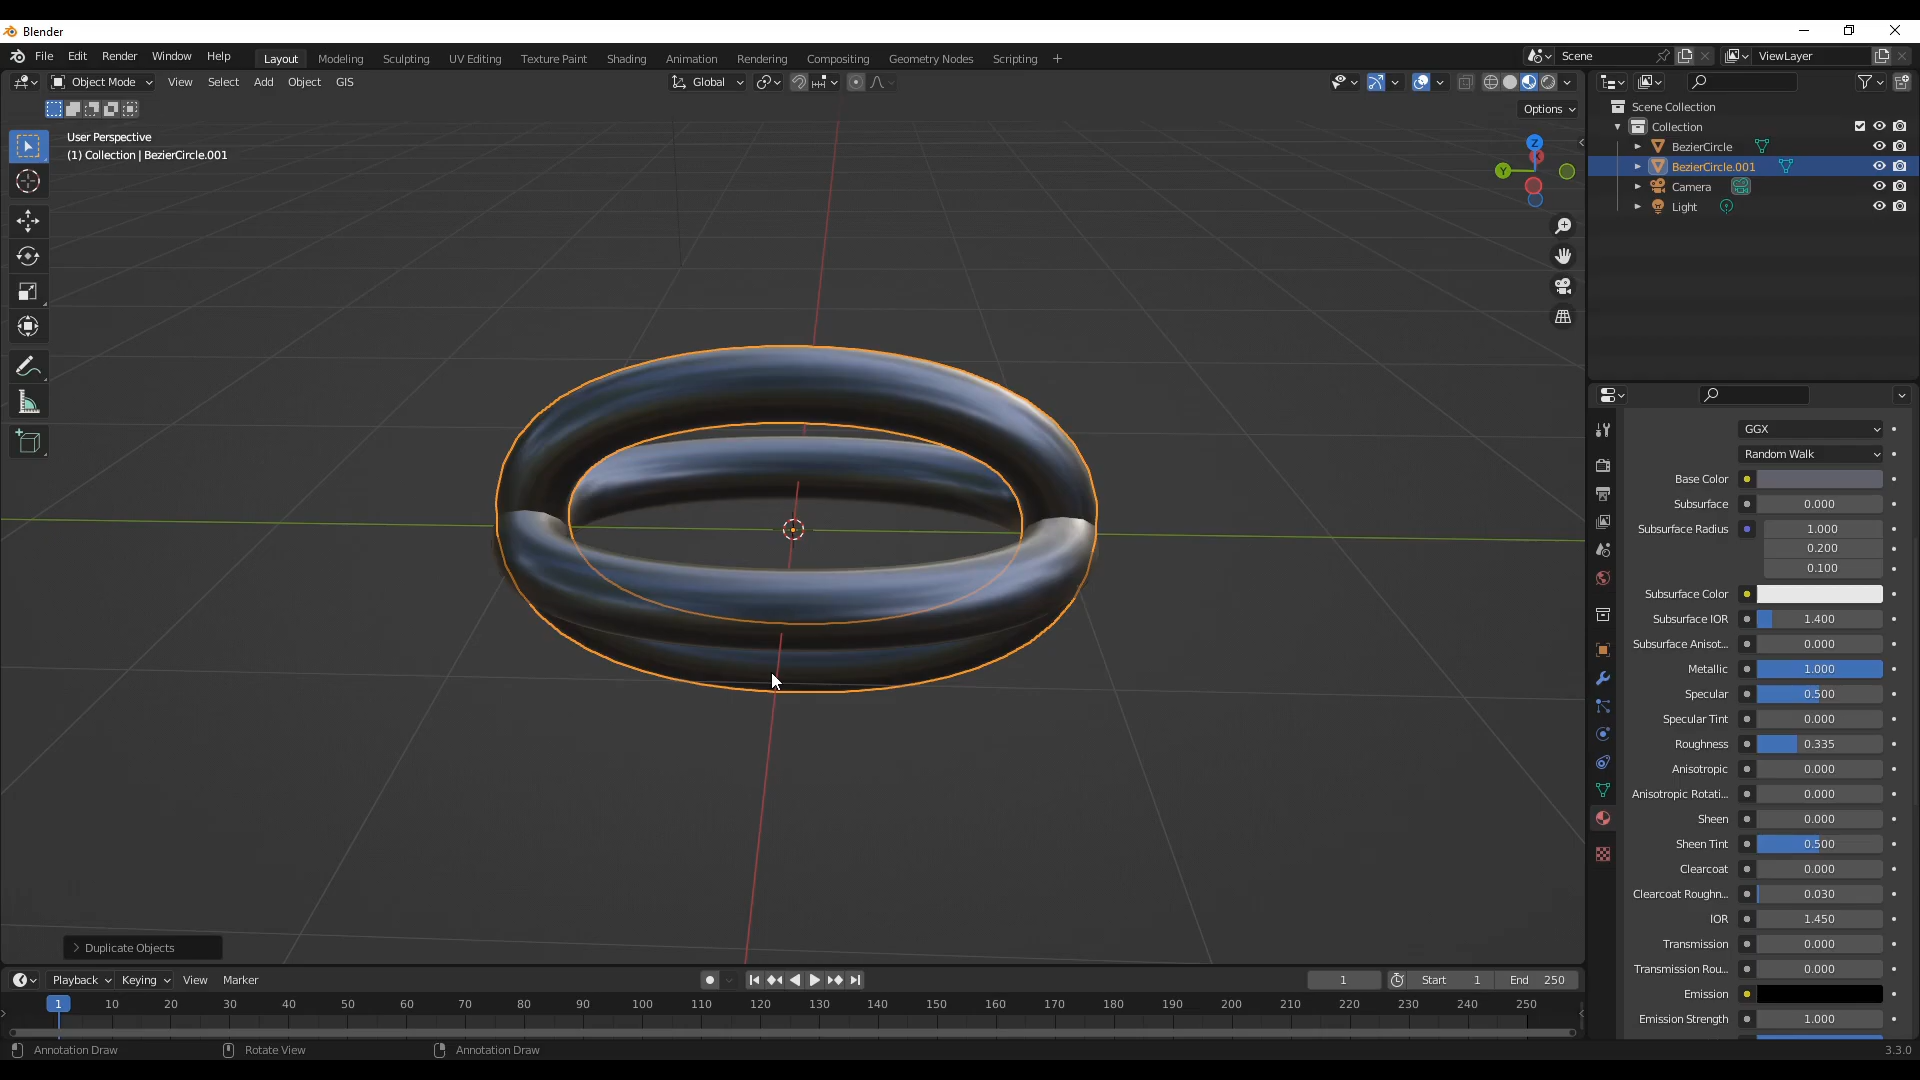 Blender
File Edit Render Window Help Layout Modeling Sculpting UV Editing Texture Paint Shading Animation Rendering Compositing Geometry Nodes Scripting + Scene ViewLayer
Object Mode View Select Add Object GIS Global
Options
User Perspective
(1) Collection | BezierCircle.001
Z
Y
X
Duplicate Objects
Scene Collection
Collection
BezierCircle
BezierCircle.001
Camera
Light
GGX
Random Walk
Base Color
Subsurface 0.000
Subsurface Radius 1.000
0.200
0.100
Subsurface Color
Subsurface IOR 1.400
Subsurface Anisot... 0.000
Metallic 1.000
Specular 0.500
Specular Tint 0.000
Roughness 0.335
Anisotropic 0.000
Anisotropic Rotati... 0.000
Sheen 0.000
Sheen Tint 0.500
Clearcoat 0.000
Clearcoat Roughn... 0.030
IOR 1.450
Transmission 0.000
Transmission Rou... 0.000
Emission
Emission Strength 1.000
Playback Keying View Marker 1 Start 1 End 250
1 10 20 30 40 50 60 70 80 90 100 110 120 130 140 150 160 170 180 190 200 210 220 230 240 250
Annotation Draw Rotate View Annotation Draw 3.3.0